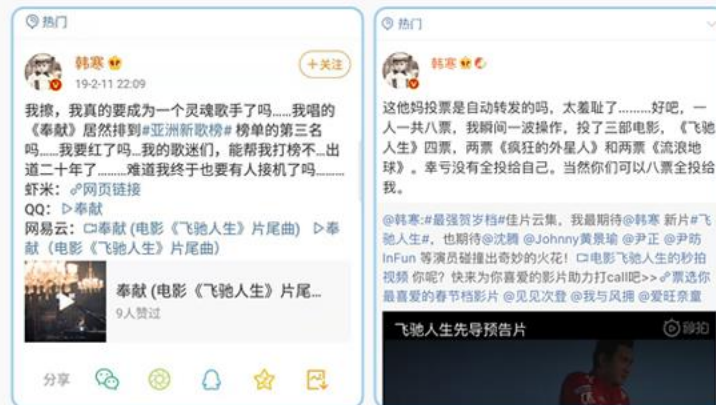 热门
韩寒
+关注
19-2-11 22:09
我擦，我真的要成为一个灵魂歌手了吗……我唱的
《奉献》居然排到#亚洲新歌榜# 榜单的第三名
吗……我要红了吗…我的歌迷们，能帮我打榜不…出
道二十年了………难道我终于也要有人接机了吗………
虾米：网页链接
QQ：奉献
网易云：奉献 (电影《飞驰人生》片尾曲) 奉
献（电影《飞驰人生》片尾曲）
奉献 (电影《飞驰人生》片尾...
9人赞过
分享
热门
韩寒
这他妈投票是自动转发的吗，太羞耻了………好吧，一
人一共八票，我瞬间一波操作，投了三部电影，《飞驰
人生》四票，两票《疯狂的外星人》和两票《流浪地
球》。幸亏没有全投给自己。当然你们可以八票全投给
我。
@韩寒:#最强贺岁档#佳片云集，我最期待@韩寒 新片#飞
驰人生#，也期待@沈腾 @Johnny黄景瑜 @尹正 @尹昉
InFun 等演员碰撞出奇妙的火花！电影飞驰人生的秒拍
视频 你呢？快来为你喜爱的影片助力打call吧>>票选你
最喜爱的春节档影片 @见见次登 @我与风拥 @爱旺奈童
飞驰人生先导预告片
秒拍